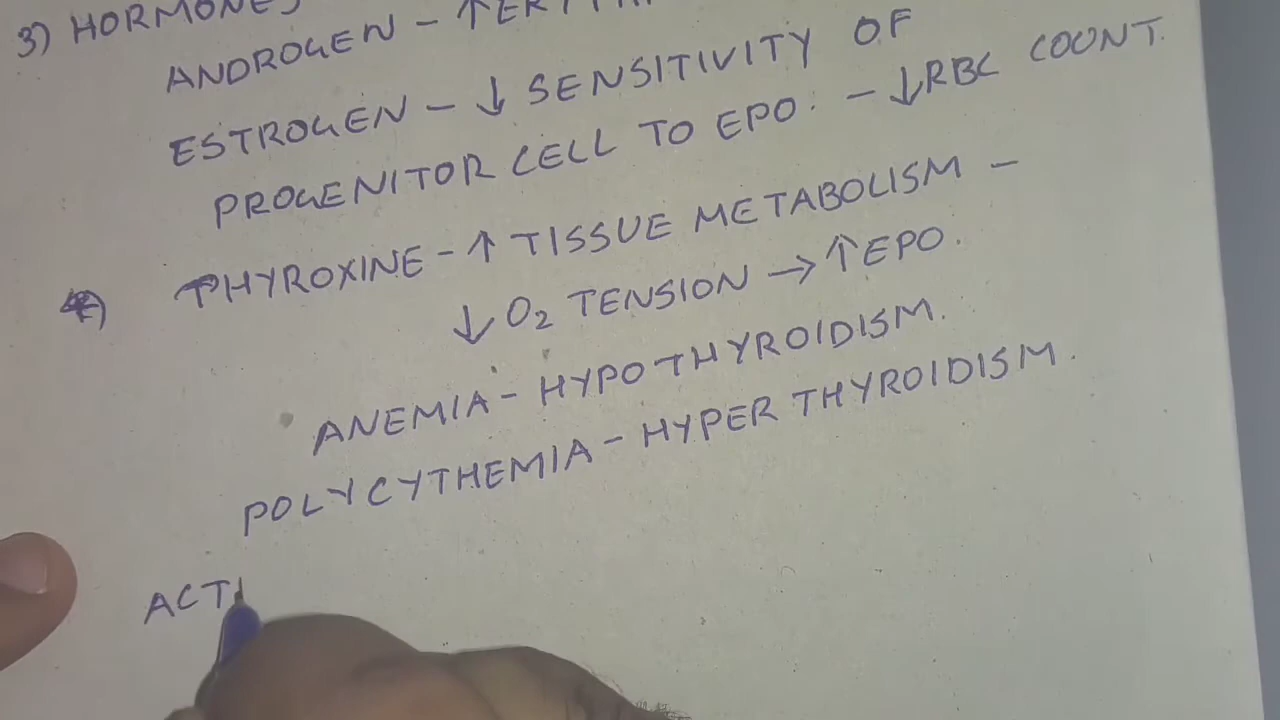 3) HORMONES
ANDROGEN - ↑
ESTROGEN - ↓ SENSITIVITY OF
PROGENITOR CELL TO EPO. - ↓RBC COUNT.
THYROXINE - ↑ TISSUE METABOLISM -
↓ O₂ TENSION → ↑EPO.
ANEMIA - HYPOTHYROIDISM.
POLYCYTHEMIA - HYPER THYROIDISM.
ACT